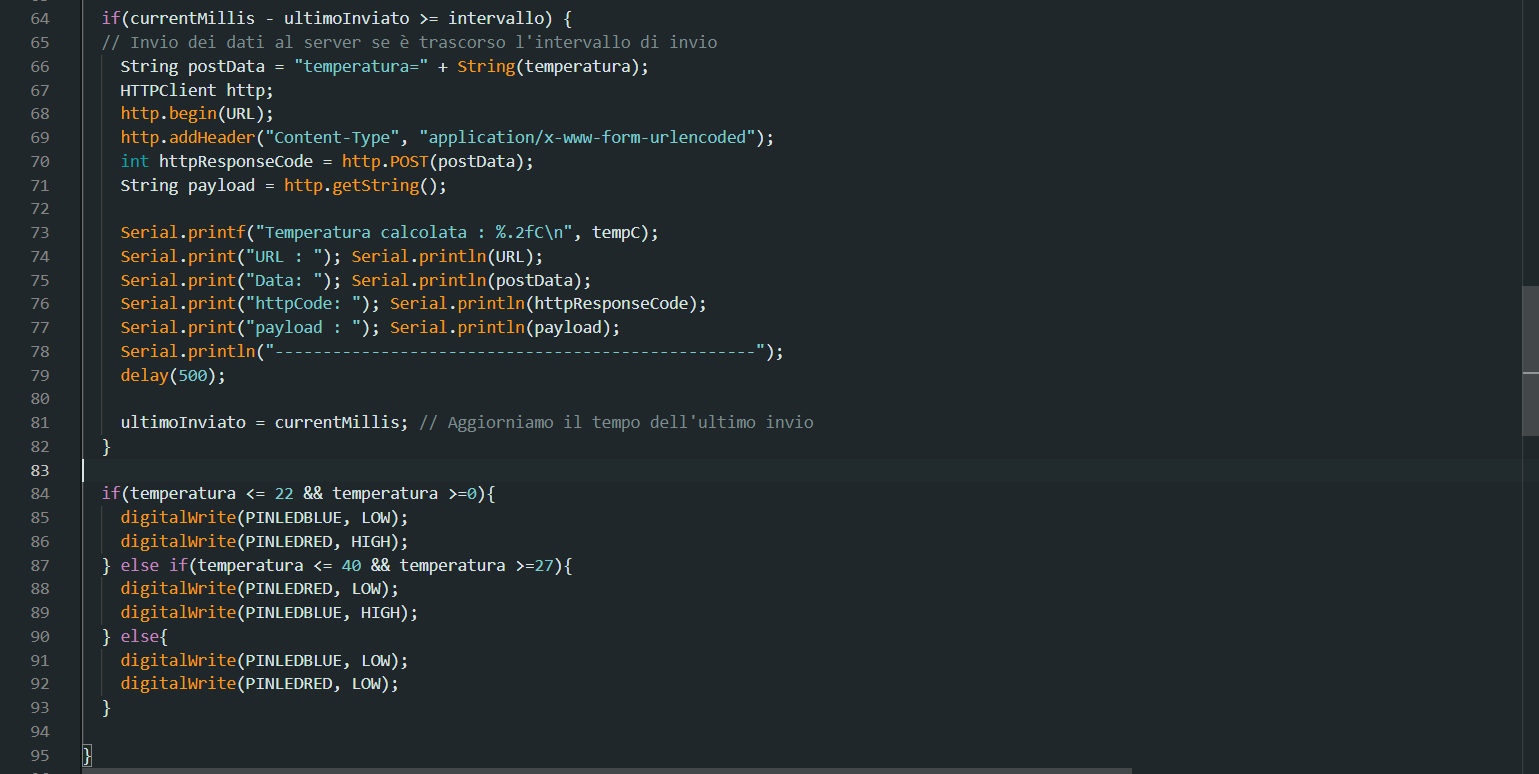 64 if(currentMillis - ultimoInviato >= intervallo) {
65 // Invio dei dati al server se è trascorso l'intervallo di invio
66 String postData = "temperatura=" + String(temperatura);
67 HTTPClient http;
68 http.begin(URL);
69 http.addHeader("Content-Type", "application/x-www-form-urlencoded");
70 int httpResponseCode = http.POST(postData);
71 String payload = http.getString();
72
73 Serial.printf("Temperatura calcolata : %.2fC\n", tempC);
74 Serial.print("URL : "); Serial.println(URL);
75 Serial.print("Data: "); Serial.println(postData);
76 Serial.print("httpCode: "); Serial.println(httpResponseCode);
77 Serial.print("payload : "); Serial.println(payload);
78 Serial.println("--------------------------------------------------");
79 delay(500);
80
81 ultimoInviato = currentMillis; // Aggiorniamo il tempo dell'ultimo invio
82 }
83
84 if(temperatura <= 22 && temperatura >=0){
85 digitalWrite(PINLEDBLUE, LOW);
86 digitalWrite(PINLEDRED, HIGH);
87 } else if(temperatura <= 40 && temperatura >=27){
88 digitalWrite(PINLEDRED, LOW);
89 digitalWrite(PINLEDBLUE, HIGH);
90 } else{
91 digitalWrite(PINLEDBLUE, LOW);
92 digitalWrite(PINLEDRED, LOW);
93 }
94
95 }